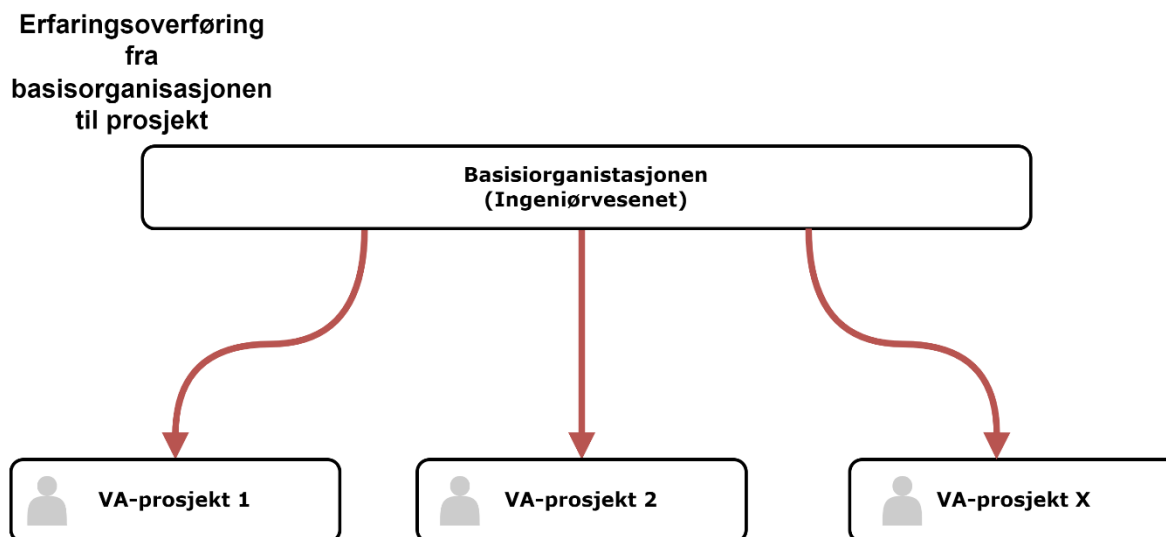 Erfaringsoverføring
fra
basisorganisasjonen
til prosjekt
Basisiorganistasjonen
(Ingeniørvesenet)
VA-prosjekt 1
VA-prosjekt 2
VA-prosjekt X